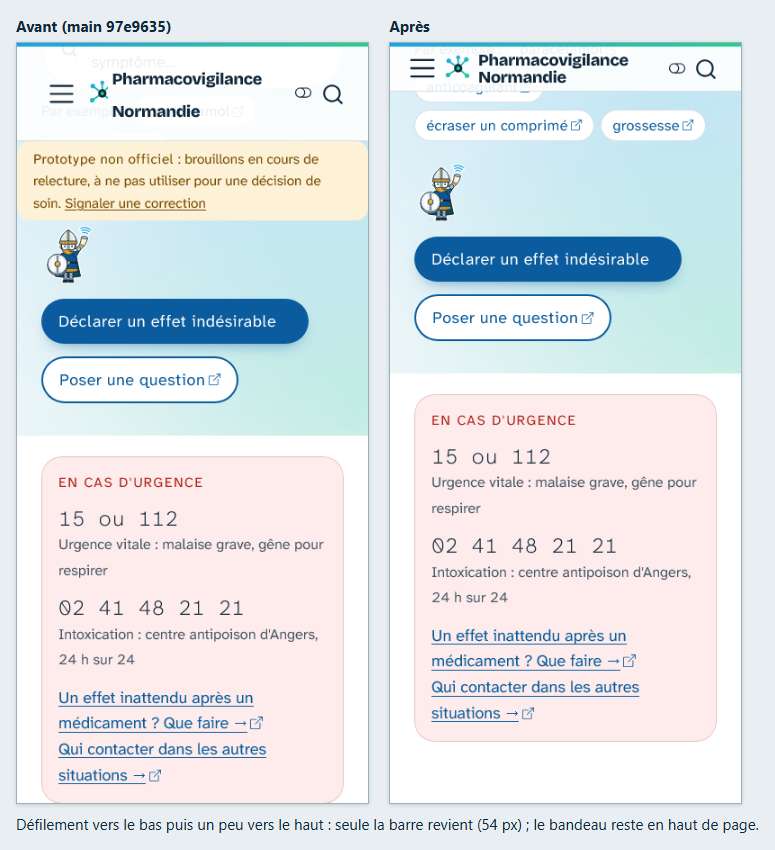 Avant (main 97e9635)
symptôme...
Pharmacovigilance
Normandie
Par exemple
Prototype non officiel : brouillons en cours de
relecture, à ne pas utiliser pour une décision de
soin. Signaler une correction
Déclarer un effet indésirable
Poser une question
EN CAS D'URGENCE
15 ou 112
Urgence vitale : malaise grave, gêne pour
respirer
02 41 48 21 21
Intoxication : centre antipoison d'Angers,
24 h sur 24
Un effet inattendu après un
médicament ? Que faire →
Qui contacter dans les autres
situations →
Après
Pharmacovigilance
Normandie
anticoagulant
écraser un comprimé
grossesse
Déclarer un effet indésirable
Poser une question
EN CAS D'URGENCE
15 ou 112
Urgence vitale : malaise grave, gêne pour
respirer
02 41 48 21 21
Intoxication : centre antipoison d'Angers,
24 h sur 24
Un effet inattendu après un
médicament ? Que faire →
Qui contacter dans les autres
situations →
Défilement vers le bas puis un peu vers le haut : seule la barre revient (54 px) ; le bandeau reste en haut de page.